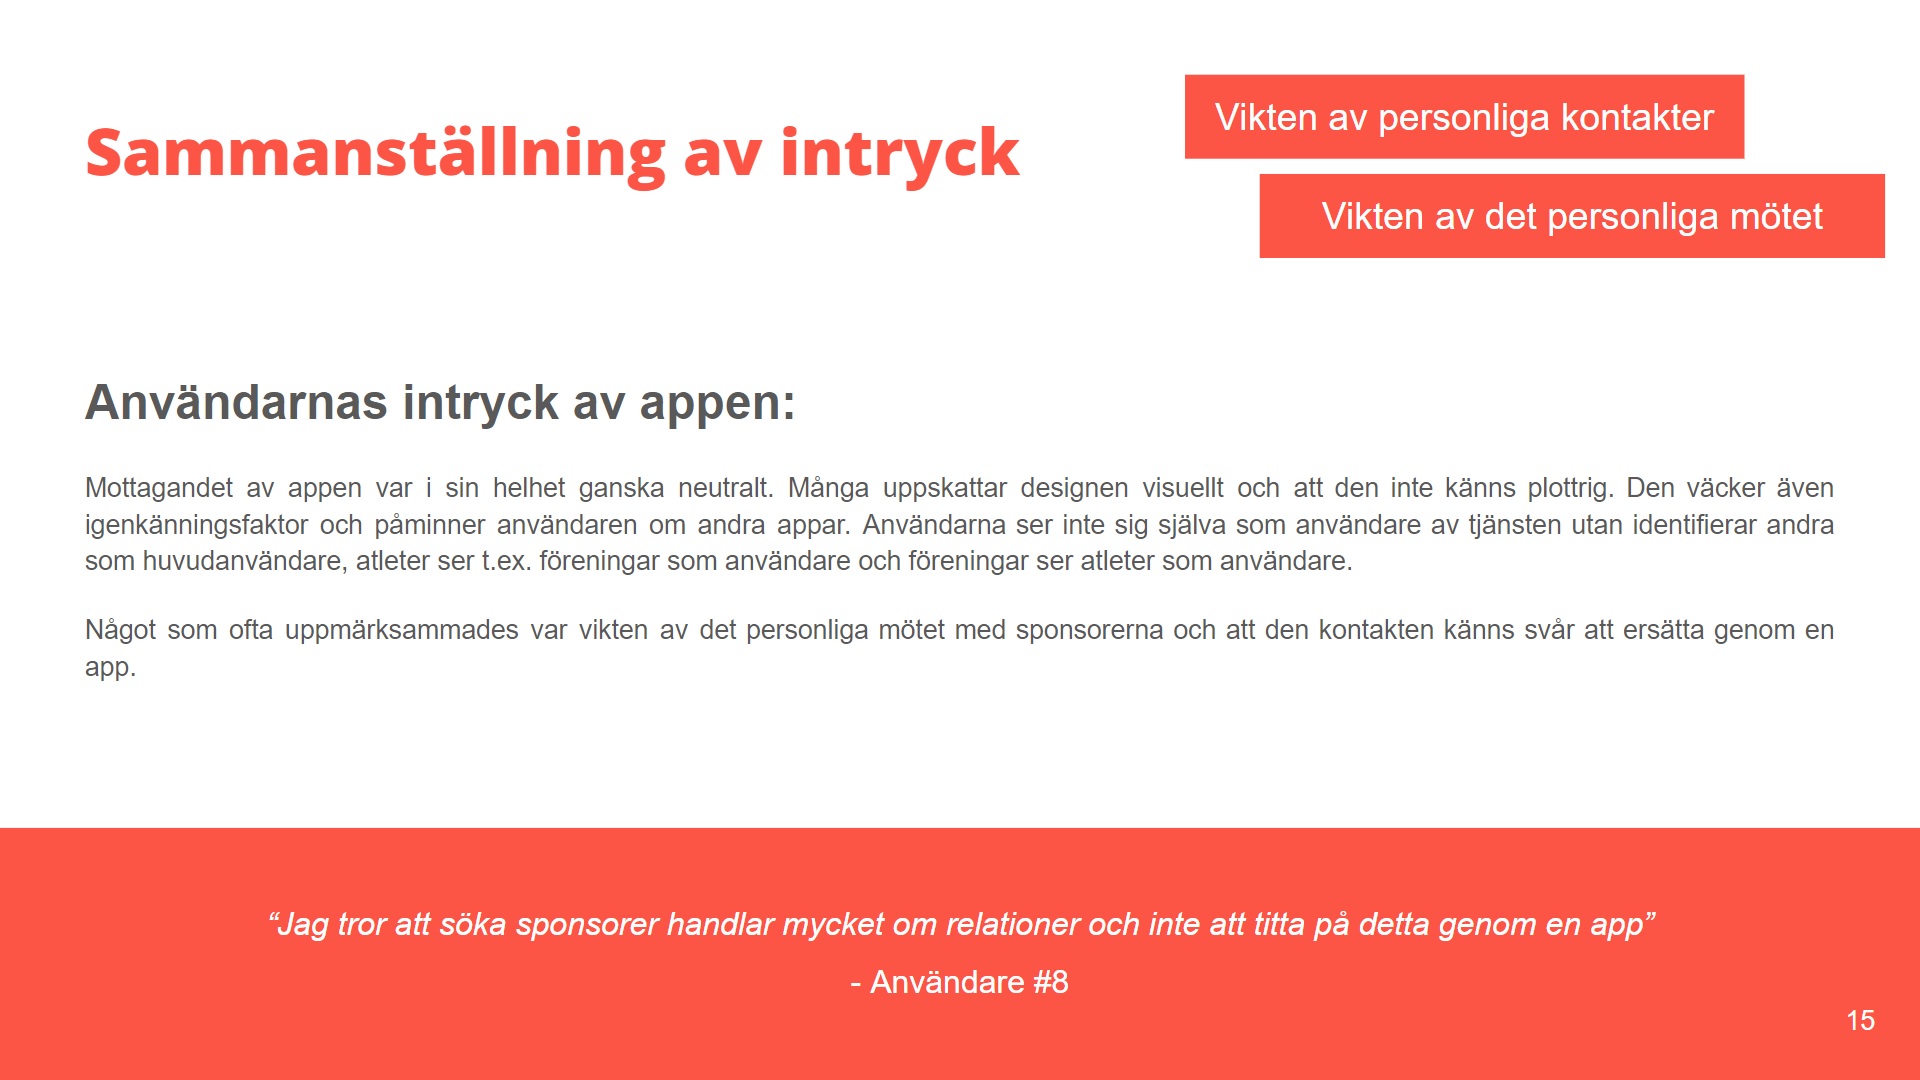 Sammanställning av intryck
Vikten av personliga kontakter
Vikten av det personliga mötet
Användarnas intryck av appen:
Mottagandet av appen var i sin helhet ganska neutralt. Många uppskattar designen visuellt och att den inte känns plottrig. Den väcker även
igenkänningsfaktor och påminner användaren om andra appar. Användarna ser inte sig själva som användare av tjänsten utan identifierar andra
som huvudanvändare, atleter ser t.ex. föreningar som användare och föreningar ser atleter som användare.
Något som ofta uppmärksammades var vikten av det personliga mötet med sponsorerna och att den kontakten känns svår att ersätta genom en
app.
“Jag tror att söka sponsorer handlar mycket om relationer och inte att titta på detta genom en app”
- Användare #8
15